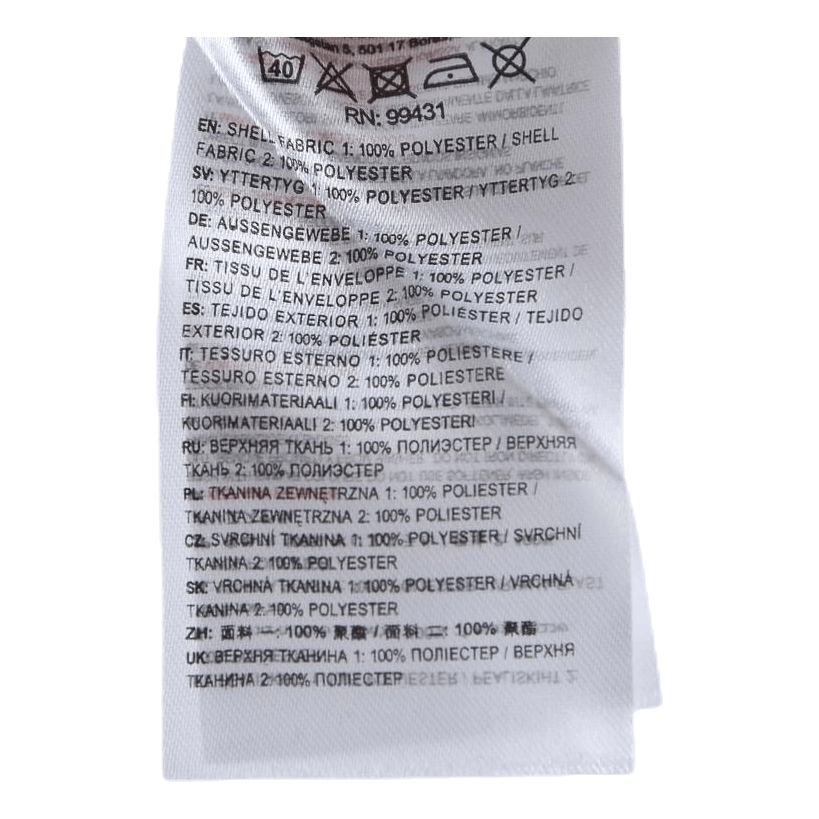 5, 501 17
40
RN: 99431
EN: SHELL FABRIC 1: 100% POLYESTER / SHELL
FABRIC 2: 100% POLYESTER
SV: YTTERTYG 1: 100% POLYESTER / YTTERTYG 2:
100% POLYESTER
DE: AUSSENGEWEBE 1: 100% POLYESTER /
AUSSENGEWEBE 2: 100% POLYESTER
FR: TISSU DE L'ENVELOPPE 1: 100% POLYESTER /
TISSU DE L'ENVELOPPE 2: 100% POLYESTER
ES: TEJIDO EXTERIOR 1: 100% POLIÉSTER / TEJIDO
EXTERIOR 2: 100% POLIÉSTER
IT: TESSURO ESTERNO 1: 100% POLIESTERE /
TESSURO ESTERNO 2: 100% POLIESTERE
FI: KUORIMATERIAALI 1: 100% POLYESTERI /
KUORIMATERIAALI 2: 100% POLYESTERI
RU: ВЕРХНЯЯ ТКАНЬ 1: 100% ПОЛИЭСТЕР / ВЕРХНЯЯ
ТКАНЬ 2: 100% ПОЛИЭСТЕР
PL: TKANINA ZEWNĘTRZNA 1: 100% POLIESTER /
TKANINA ZEWNĘTRZNA 2: 100% POLIESTER
CZ: SVRCHNÍ TKANINA 1: 100% POLYESTER / SVRCHNÍ
TKANINA 2: 100% POLYESTER
SK: VRCHNÁ TKANINA 1: 100% POLYESTER / VRCHNÁ
TKANINA 2: 100% POLYESTER
ZH: 面料 一: 100% 聚酯 / 面料 二: 100% 聚酯
UK: ВЕРХНЯ ТКАНИНА 1: 100% ПОЛІЕСТЕР / ВЕРХНЯ
ТКАНИНА 2: 100% ПОЛІЕСТЕР